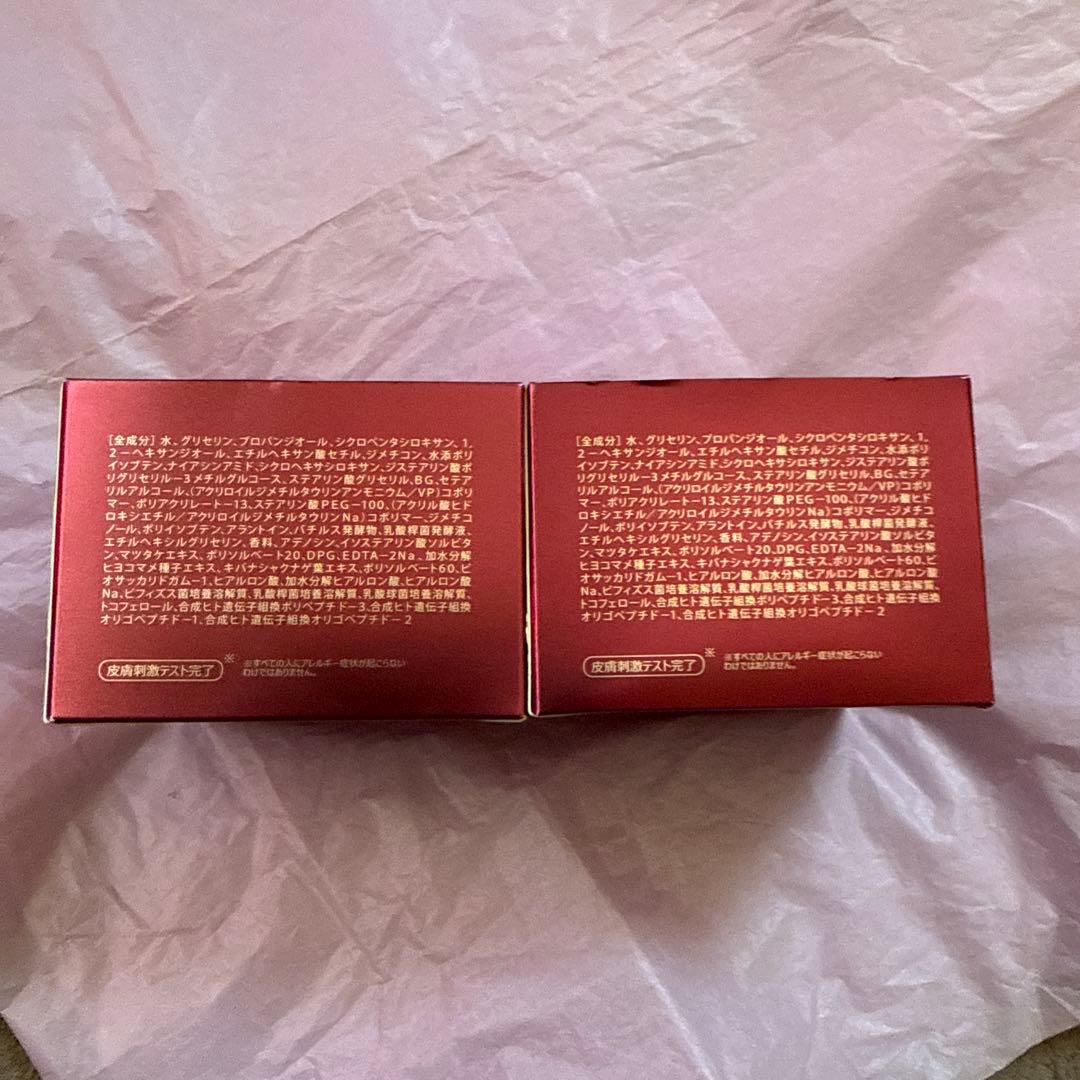 [全成分] 水、グリセリン、プロパンジオール、シクロペンタシロキサン、1,
2-ヘキサンジオール、エチルヘキサン酸セチル、ジメチコン、水添ポリ
イソブテン、ナイアシンアミド、シクロヘキサシロキサン、ジステアリン酸ポ
リグリセリル-3メチルグルコース、ステアリン酸グリセリル、BG、セテア
リルアルコール、(アクリロイルジメチルタウリンアンモニウム/VP)コポリ
マー、ポリアクリレート-13、ステアリン酸PEG-100、(アクリル酸ヒド
ロキシエチル/アクリロイルジメチルタウリンNa)コポリマー、ジメチコ
ノール、ポリイソブテン、アラントイン、バチルス発酵物、乳酸桿菌発酵液、
エチルヘキシルグリセリン、香料、アデノシン、イソステアリン酸ソルビタ
ン、マツタケエキス、ポリソルベート20、DPG、EDTA-2Na、加水分解
ヒヨコマメ種子エキス、キバナシャクナゲ葉エキス、ポリソルベート60、ビ
オサッカリドガム-1、ヒアルロン酸、加水分解ヒアルロン酸、ヒアルロン酸
Na、ビフィズス菌培養溶解質、乳酸桿菌培養溶解質、乳酸球菌培養溶解質、
トコフェロール、合成ヒト遺伝子組換ポリペプチド-3、合成ヒト遺伝子組換
オリゴペプチド-1、合成ヒト遺伝子組換オリゴペプチド-2
皮膚刺激テスト完了 ※ ※すべての人にアレルギー症状が起こらない
わけではありません。
[全成分] 水、グリセリン、プロパンジオール、シクロペンタシロキサン、1,
2-ヘキサンジオール、エチルヘキサン酸セチル、ジメチコン、水添ポリ
イソブテン、ナイアシンアミド、シクロヘキサシロキサン、ジステアリン酸ポ
リグリセリル-3メチルグルコース、ステアリン酸グリセリル、BG、セテア
リルアルコール、(アクリロイルジメチルタウリンアンモニウム/VP)コポリ
マー、ポリアクリレート-13、ステアリン酸PEG-100、(アクリル酸ヒド
ロキシエチル/アクリロイルジメチルタウリンNa)コポリマー、ジメチコ
ノール、ポリイソブテン、アラントイン、バチルス発酵物、乳酸桿菌発酵液、
エチルヘキシルグリセリン、香料、アデノシン、イソステアリン酸ソルビタ
ン、マツタケエキス、ポリソルベート20、DPG、EDTA-2Na、加水分解
ヒヨコマメ種子エキス、キバナシャクナゲ葉エキス、ポリソルベート60、ビ
オサッカリドガム-1、ヒアルロン酸、加水分解ヒアルロン酸、ヒアルロン酸
Na、ビフィズス菌培養溶解質、乳酸桿菌培養溶解質、乳酸球菌培養溶解質、
トコフェロール、合成ヒト遺伝子組換ポリペプチド-3、合成ヒト遺伝子組換
オリゴペプチド-1、合成ヒト遺伝子組換オリゴペプチド-2
皮膚刺激テスト完了 ※ ※すべての人にアレルギー症状が起こらない
わけではありません。